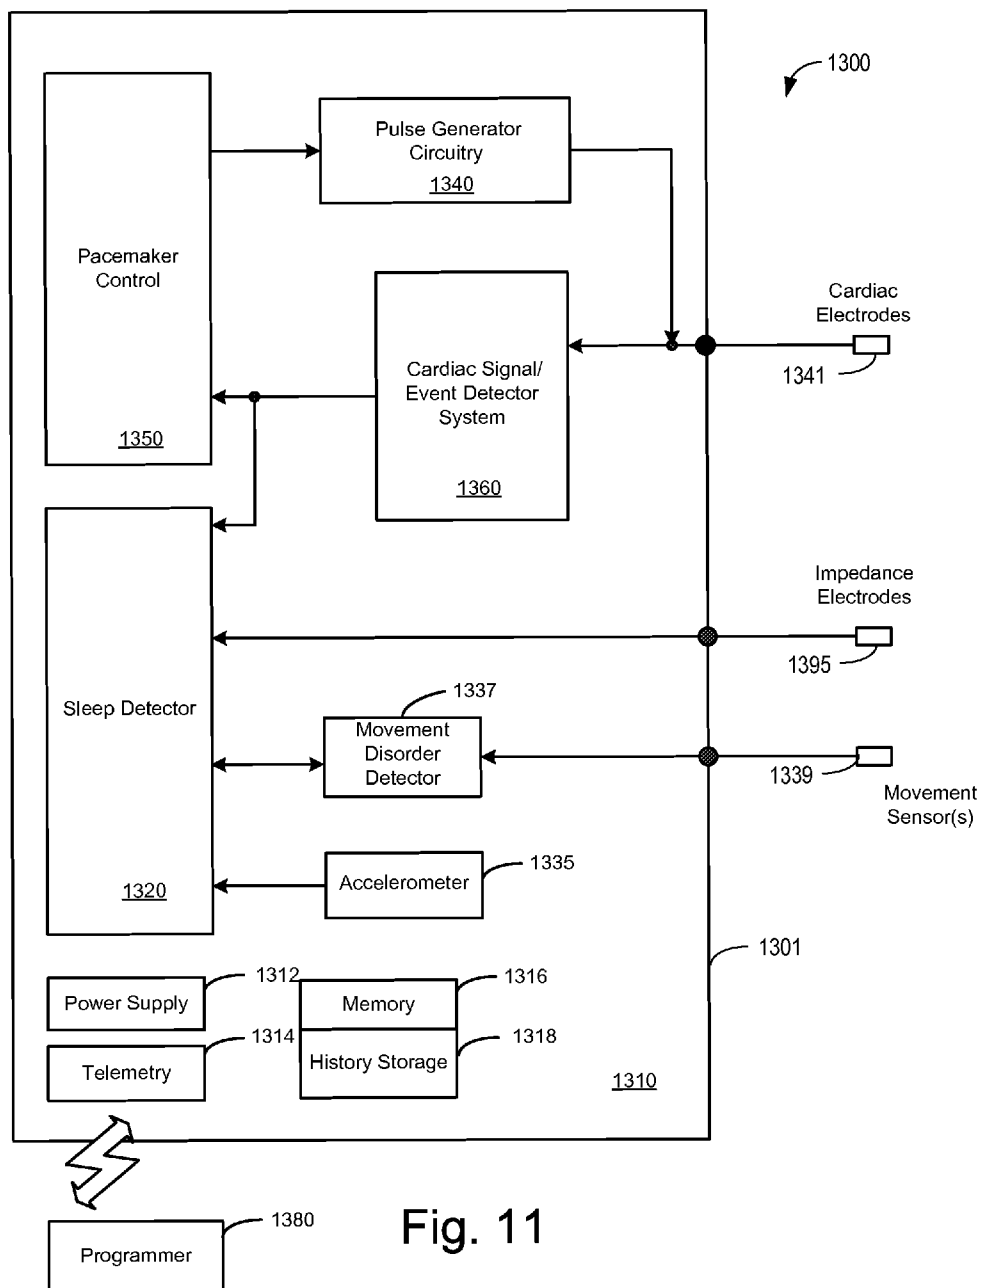 1300
Pulse Generator
Circuitry
1340
Pacemaker
Control
1350
Cardiac
Electrodes
1341
Cardiac Signal/
Event Detector
System
1360
Impedance
Electrodes
1395
Sleep Detector
1320
1337
Movement
Disorder
Detector
1339
Movement
Sensor(s)
Accelerometer
1335
1301
Power Supply
1312
Memory
1316
Telemetry
1314
History Storage
1318
1310
Programmer
1380
Fig. 11